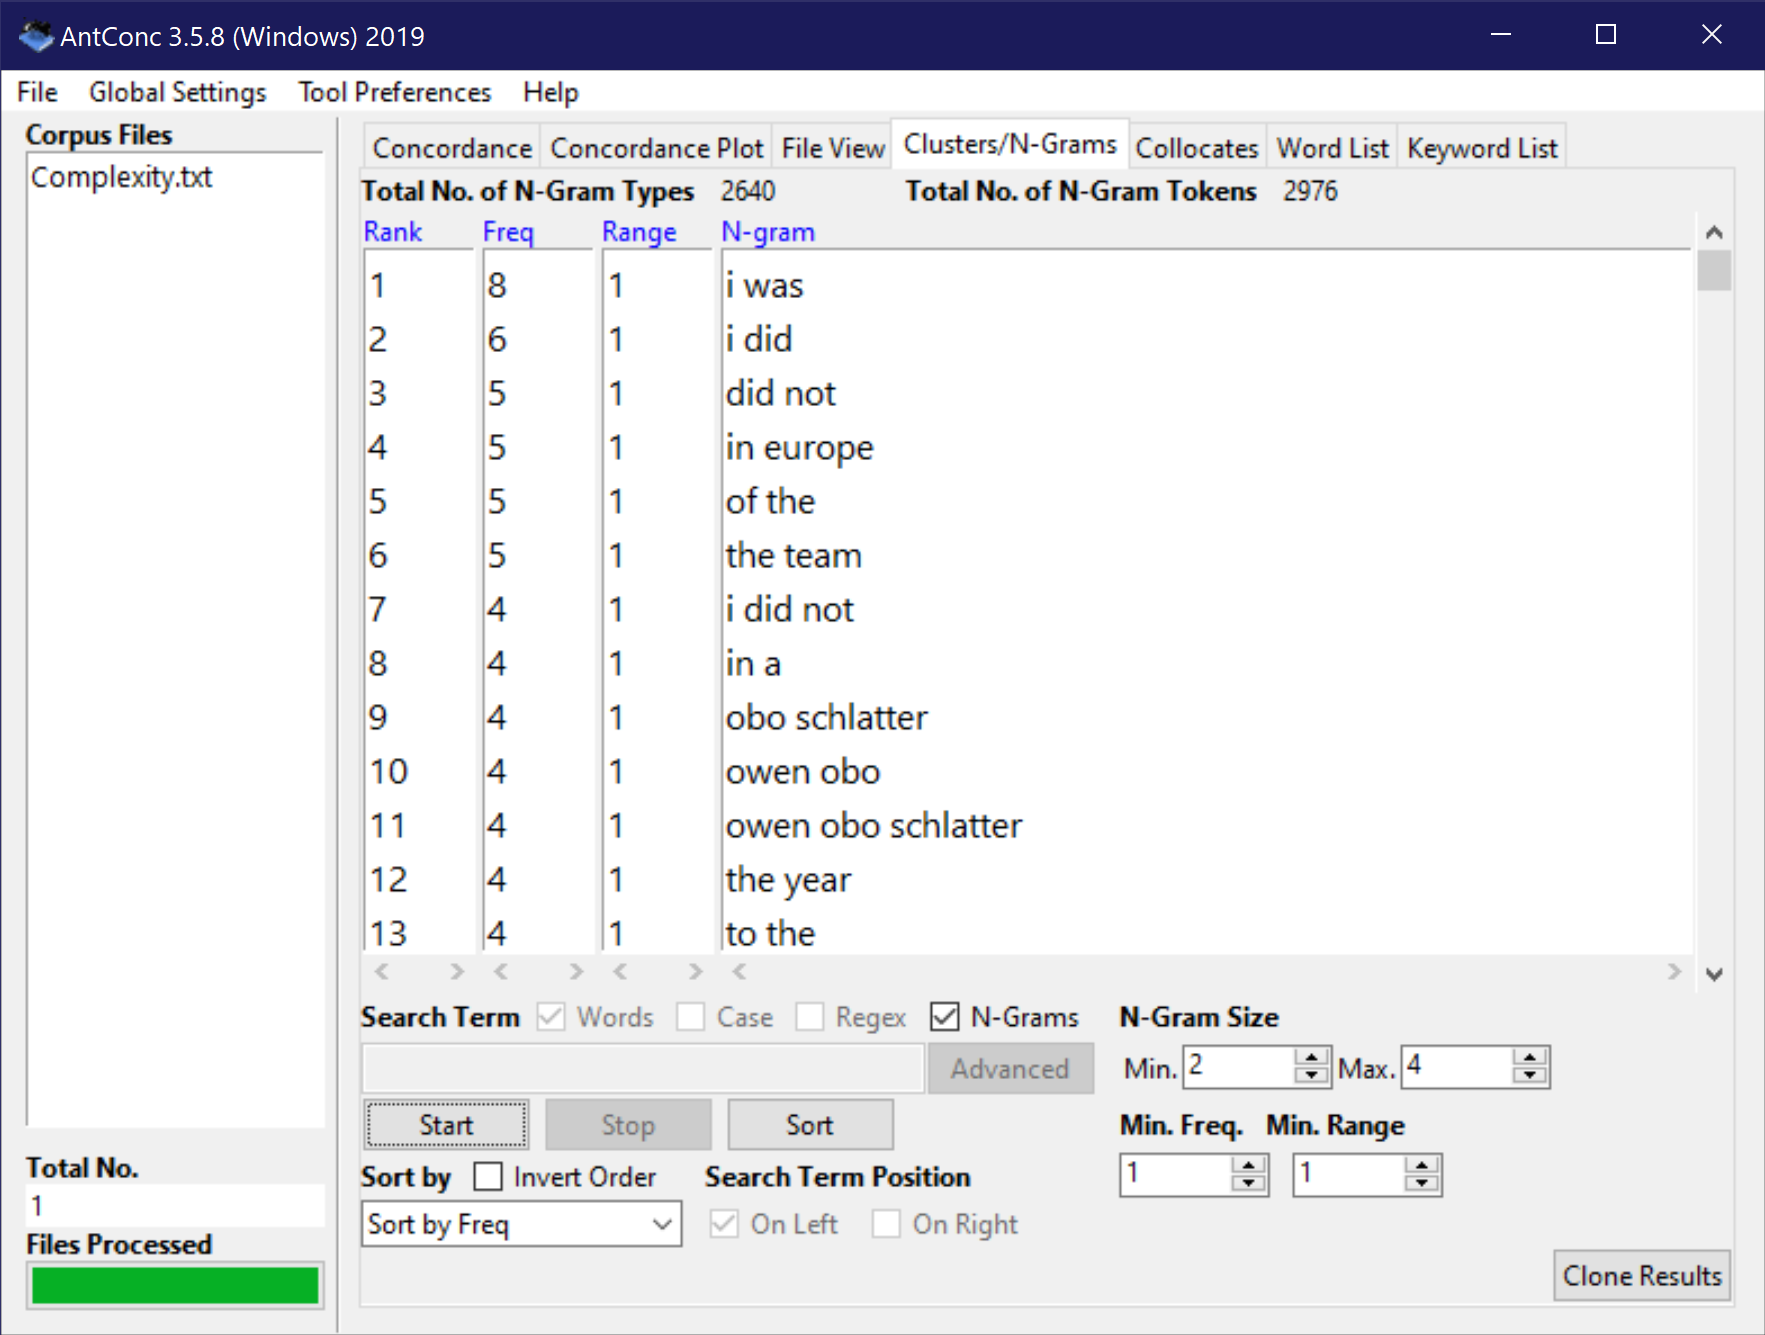 AntConc 3.5.8 (Windows) 2019
File Global Settings Tool Preferences Help
Corpus Files
Complexity.txt
Concordance Concordance Plot File View Clusters/N-Grams Collocates Word List Keyword List
Total No. of N-Gram Types 2640 Total No. of N-Gram Tokens 2976
Rank Freq Range N-gram
1 8 1 i was
2 6 1 i did
3 5 1 did not
4 5 1 in europe
5 5 1 of the
6 5 1 the team
7 4 1 i did not
8 4 1 in a
9 4 1 obo schlatter
10 4 1 owen obo
11 4 1 owen obo schlatter
12 4 1 the year
13 4 1 to the
Search Term Words Case Regex N-Grams N-Gram Size
Advanced Min. 2 Max. 4
Start Stop Sort
Min. Freq. Min. Range
1 1
Sort by Invert Order Search Term Position
Sort by Freq On Left On Right
Total No.
1
Files Processed
Clone Results